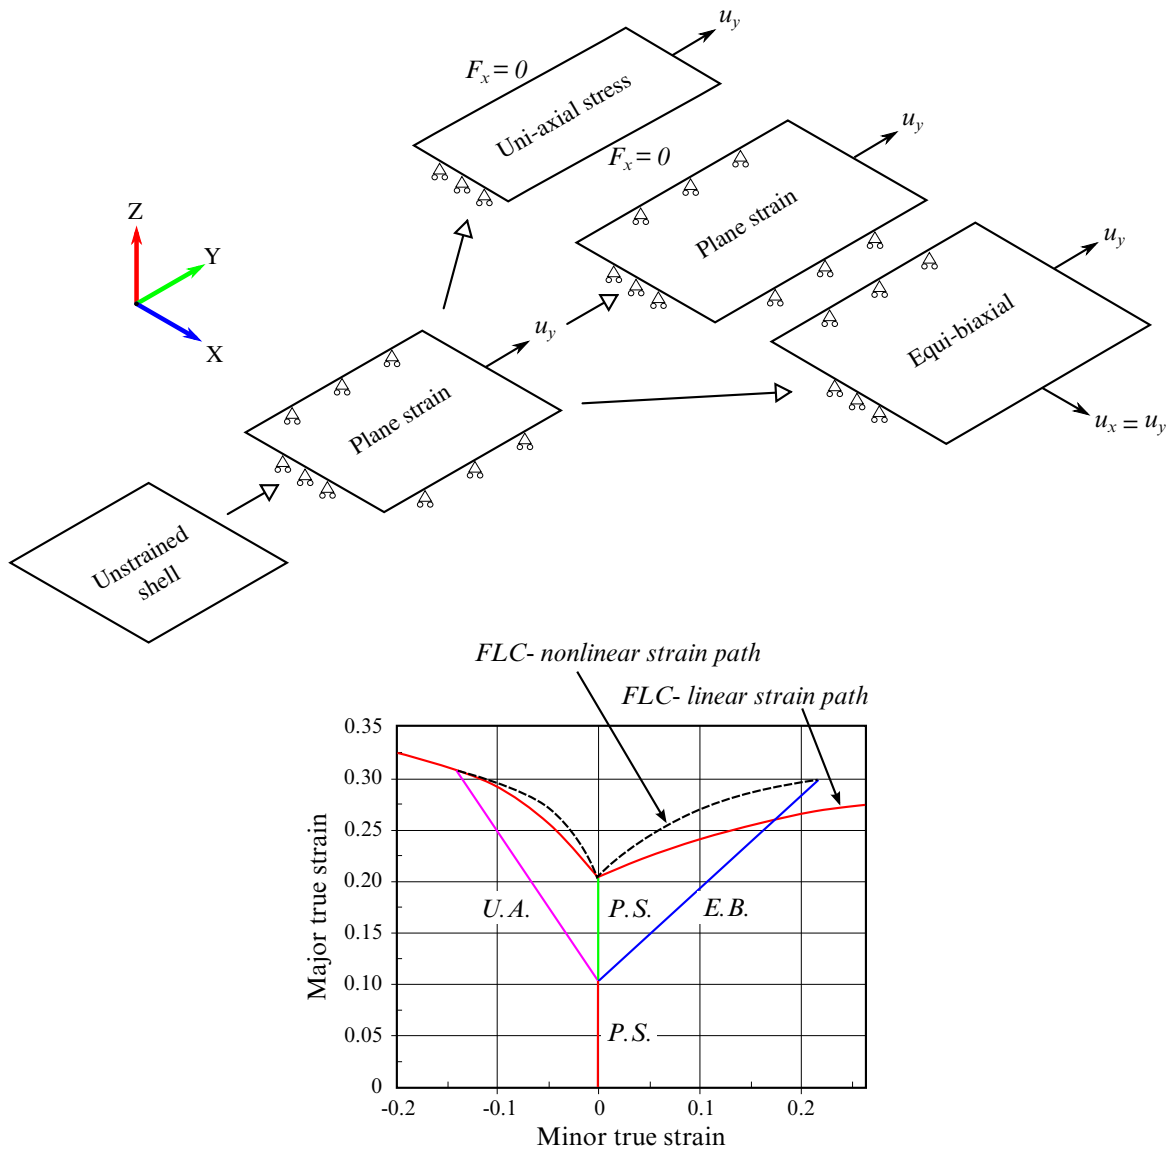 u_y
F_x = 0
Uni-axial stress
u_y
F_x = 0
Plane strain
Z
Y
X
u_y
Equi-biaxial
u_x = u_y
u_y
Plane strain
Unstrained
shell
FLC- nonlinear strain path
FLC- linear strain path
0.35
0.30
0.25
0.20
0.15
0.10
0.05
0
Major true strain
U.A.
P.S.
E.B.
P.S.
-0.2
-0.1
0
0.1
0.2
Minor true strain